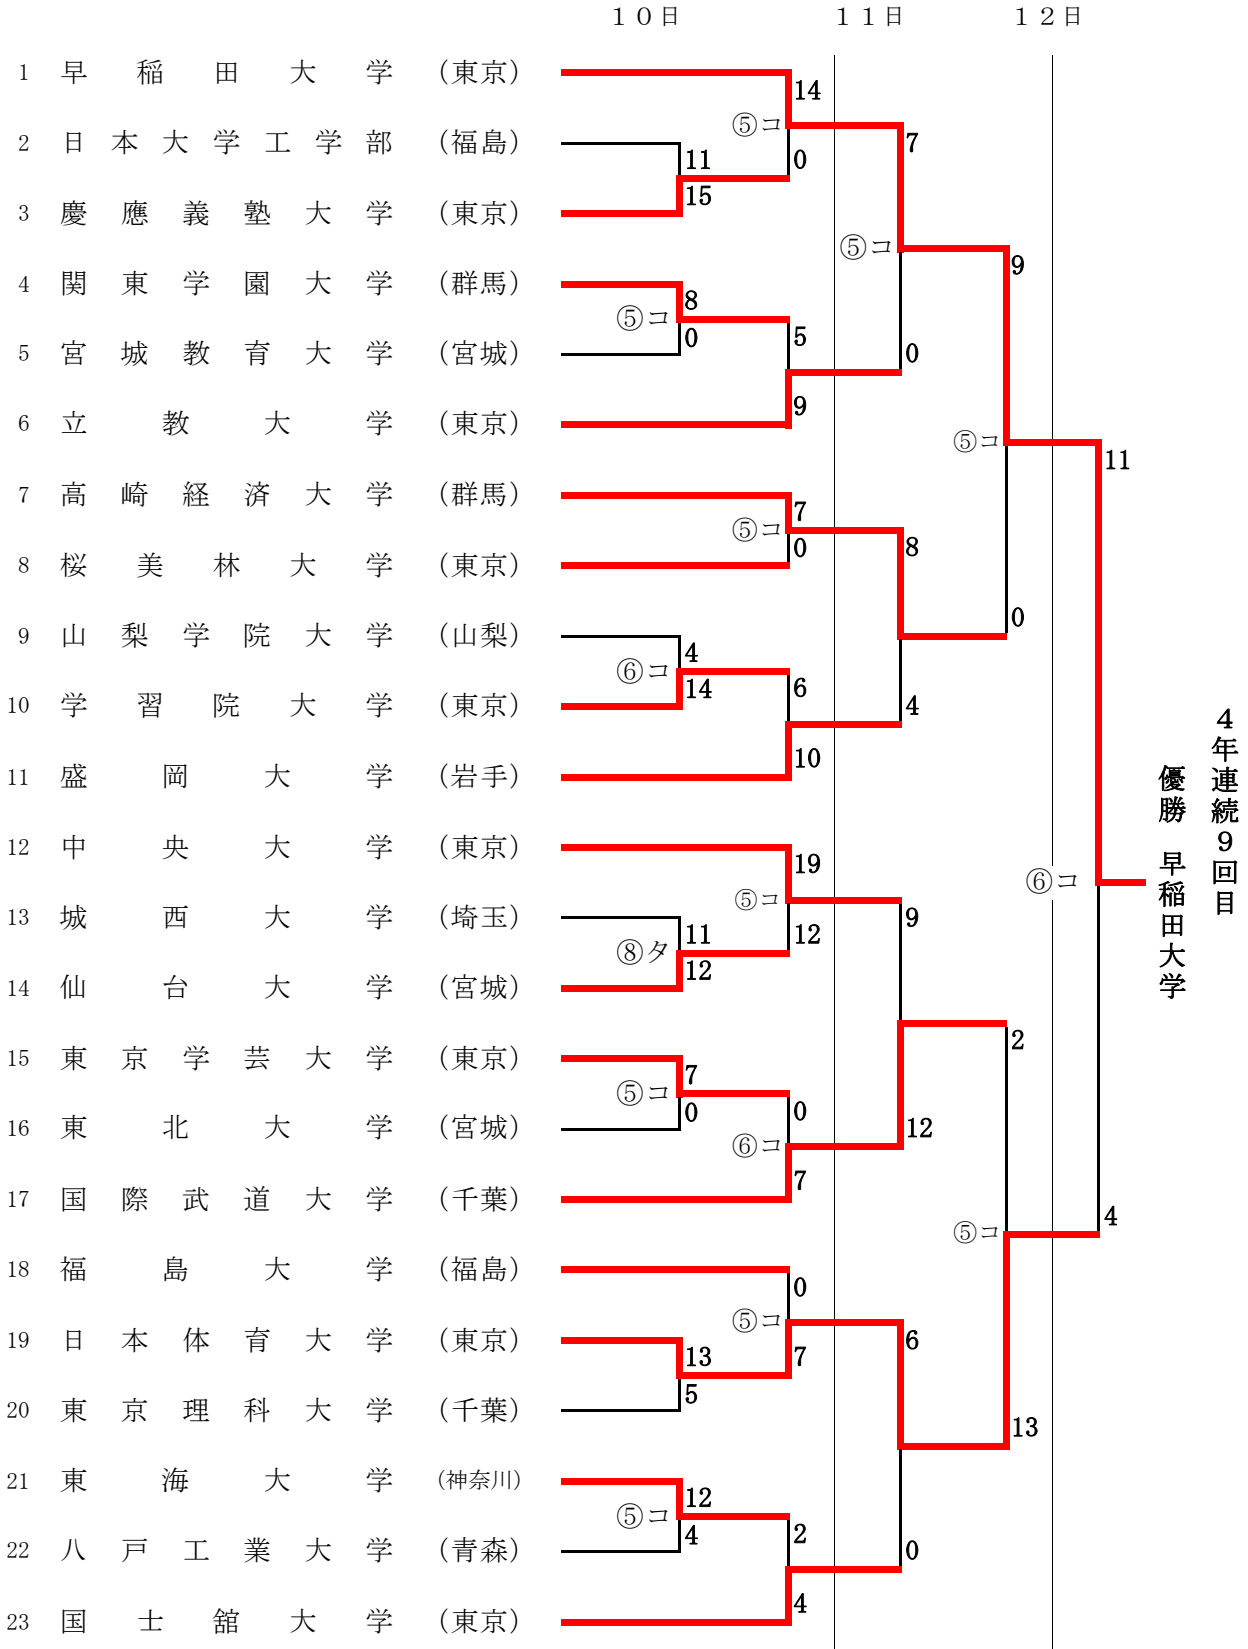 １０日 １１日 １２日
1 早稲田大学 （東京）
14
⑤コ
7
2 日本大学工学部 （福島）
11
0
15
3 慶應義塾大学 （東京）
⑤コ
9
4 関東学園大学 （群馬）
8
⑤コ
0
5
0
5 宮城教育大学 （宮城）
9
6 立教大学 （東京）
⑤コ
11
7 高崎経済大学 （群馬）
7
⑤コ
0
8
8 桜美林大学 （東京）
0
9 山梨学院大学 （山梨）
4
⑥コ
14
6
4
10 学習院大学 （東京）
10
11 盛岡大学 （岩手）
12 中央大学 （東京）
19
⑤コ
12
9
⑥コ
優勝 早稲田大学
４年連続９回目
13 城西大学 （埼玉）
11
⑧タ
12
14 仙台大学 （宮城）
2
15 東京学芸大学 （東京）
7
⑤コ
0
0
12
16 東北大学 （宮城）
⑥コ
7
17 国際武道大学 （千葉）
⑤コ
4
18 福島大学 （福島）
0
⑤コ
7
6
19 日本体育大学 （東京）
13
5
20 東京理科大学 （千葉）
13
21 東海大学 （神奈川）
12
⑤コ
4
2
0
22 八戸工業大学 （青森）
4
23 国士舘大学 （東京）